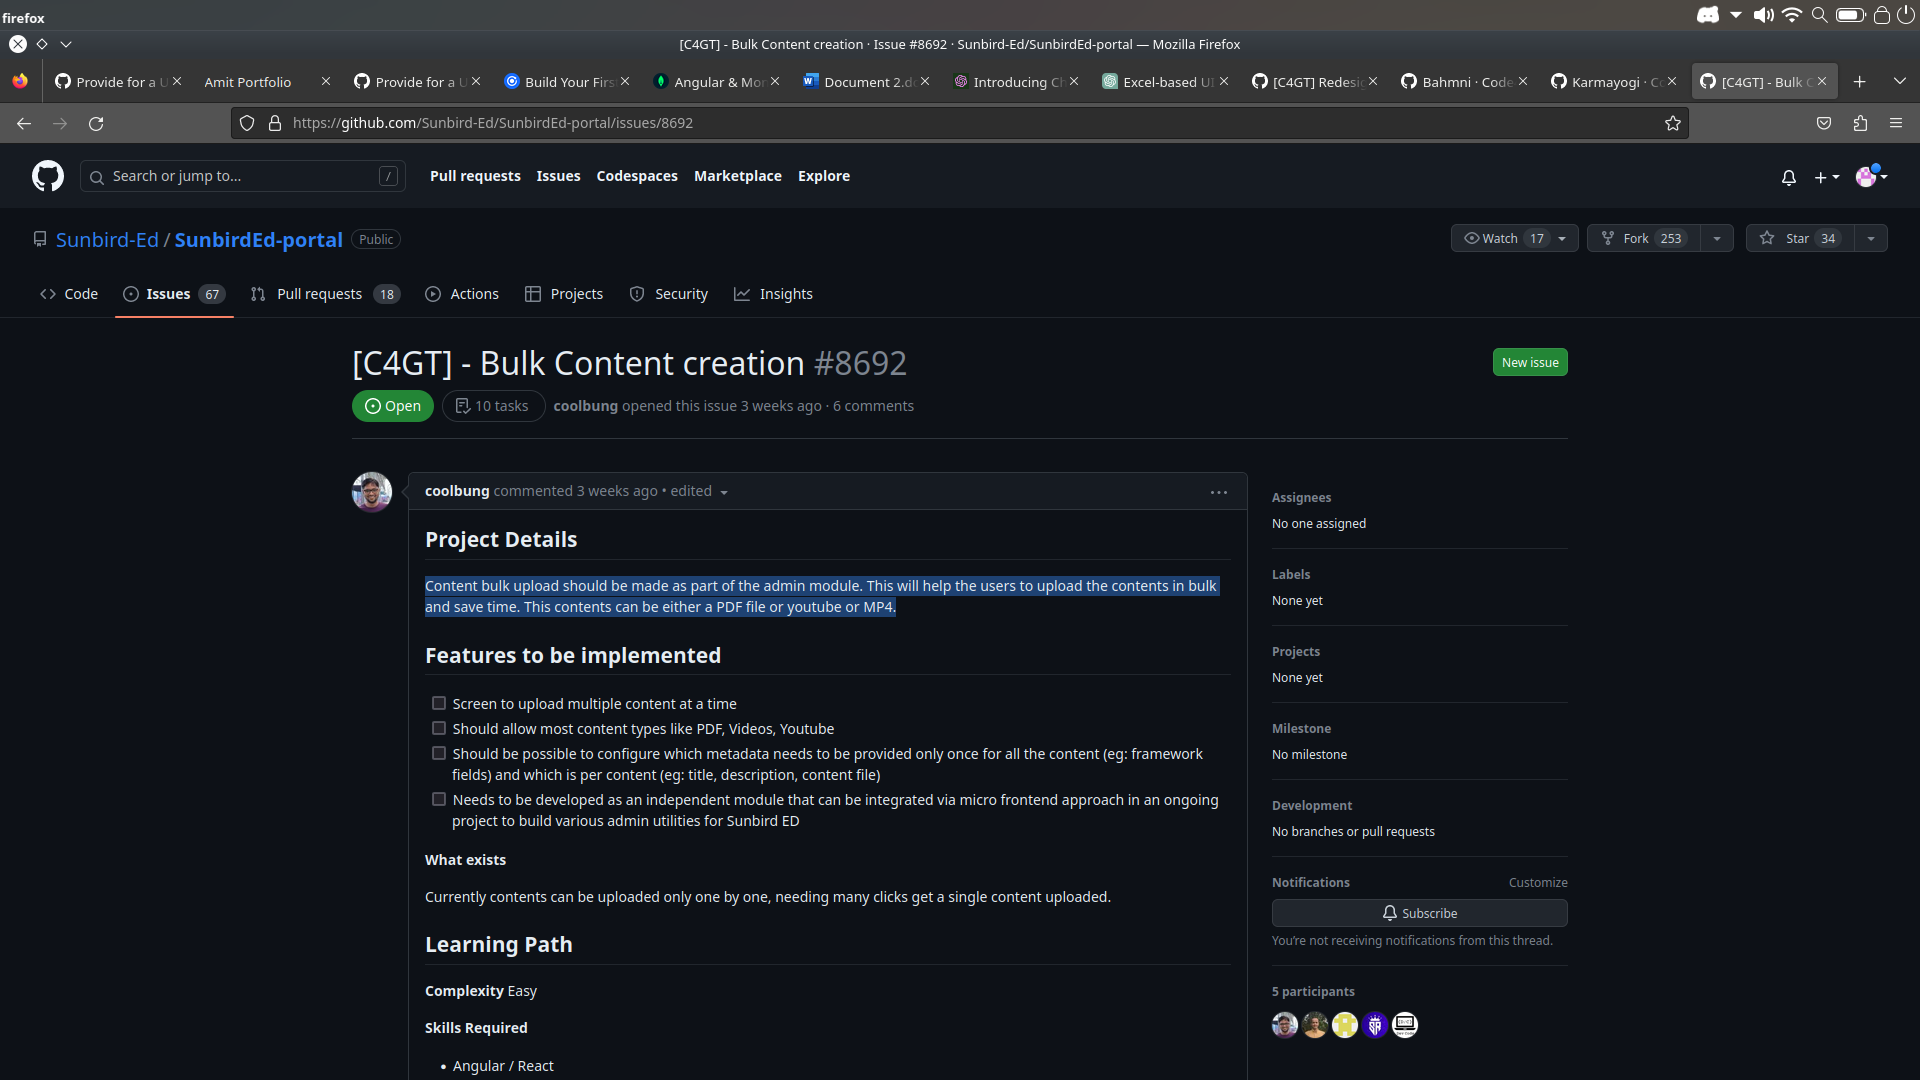 firefox
[C4GT] - Bulk Content creation · Issue #8692 · Sunbird-Ed/SunbirdEd-portal — Mozilla Firefox
Provide for a U
Amit Portfolio
Provide for a U
Build Your Firs
Angular & Mon
Document 2.do
Introducing Ch
Excel-based UI
[C4GT] Redesig
Bahmni · Code
Karmayogi · Co
[C4GT] - Bulk C
https://github.com/Sunbird-Ed/SunbirdEd-portal/issues/8692
Search or jump to... /
Pull requests Issues Codespaces Marketplace Explore
Sunbird-Ed / SunbirdEd-portal Public
Watch 17 Fork 253 Star 34
Code Issues 67 Pull requests 18 Actions Projects Security Insights
[C4GT] - Bulk Content creation #8692
New issue
Open 10 tasks coolbung opened this issue 3 weeks ago · 6 comments
coolbung commented 3 weeks ago • edited
Project Details
Content bulk upload should be made as part of the admin module. This will help the users to upload the contents in bulk
and save time. This contents can be either a PDF file or youtube or MP4.
Features to be implemented
Screen to upload multiple content at a time
Should allow most content types like PDF, Videos, Youtube
Should be possible to configure which metadata needs to be provided only once for all the content (eg: framework
fields) and which is per content (eg: title, description, content file)
Needs to be developed as an independent module that can be integrated via micro frontend approach in an ongoing
project to build various admin utilities for Sunbird ED
What exists
Currently contents can be uploaded only one by one, needing many clicks get a single content uploaded.
Learning Path
Complexity Easy
Skills Required
• Angular / React
Assignees
No one assigned
Labels
None yet
Projects
None yet
Milestone
No milestone
Development
No branches or pull requests
Notifications Customize
Subscribe
You're not receiving notifications from this thread.
5 participants